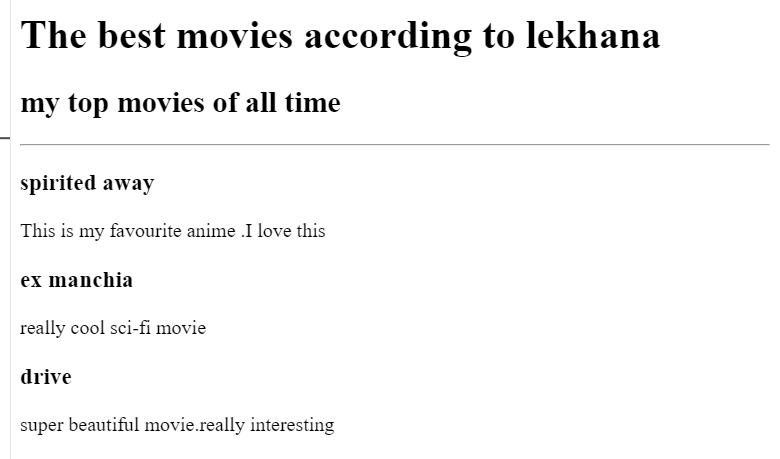 The best movies according to lekhana
my top movies of all time
spirited away
This is my favourite anime .I love this
ex manchia
really cool sci-fi movie
drive
super beautiful movie.really interesting